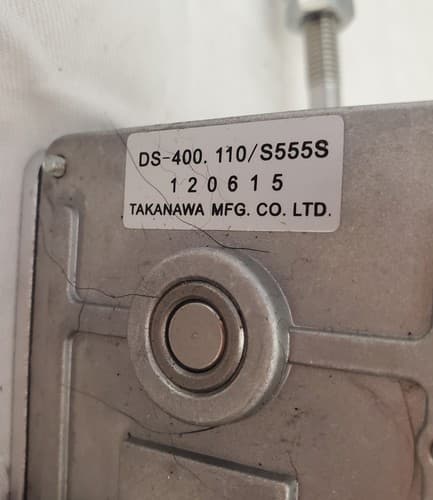 DS-400.110/S555S
120615
TAKANAWA MFG. CO. LTD.